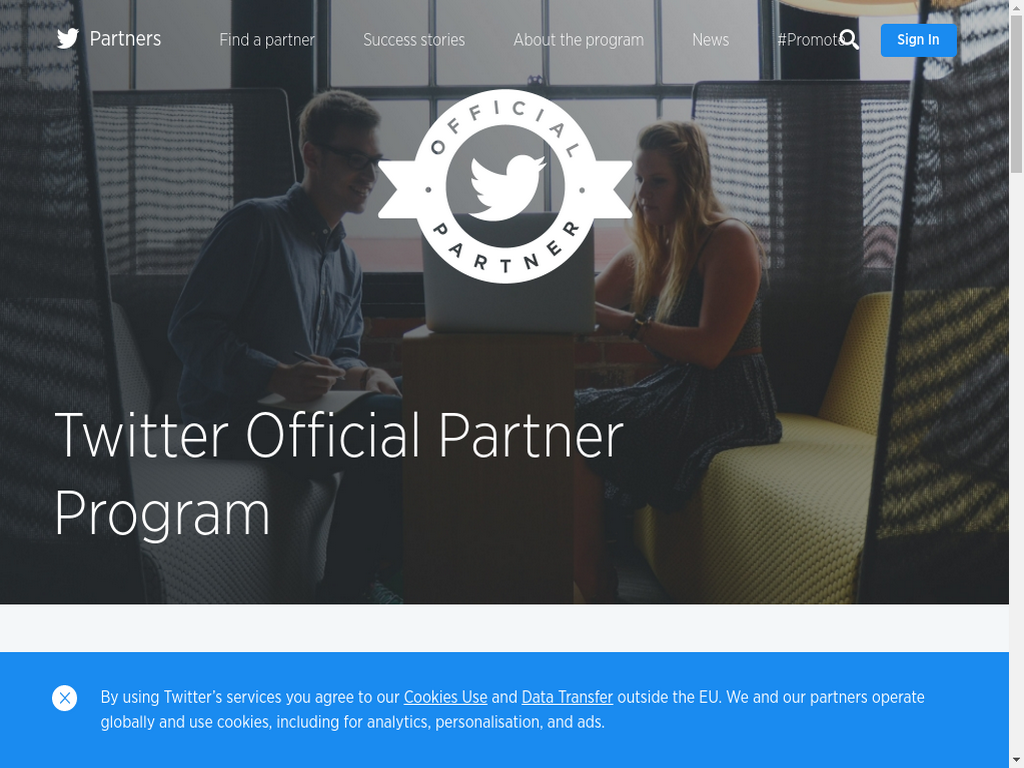 Partners
Find a partner
Success stories
About the program
News
#Promote
Sign In
OFFICIAL
PARTNER
Twitter Official Partner
Program
By using Twitter's services you agree to our Cookies Use and Data Transfer outside the EU. We and our partners operate
globally and use cookies, including for analytics, personalisation, and ads.